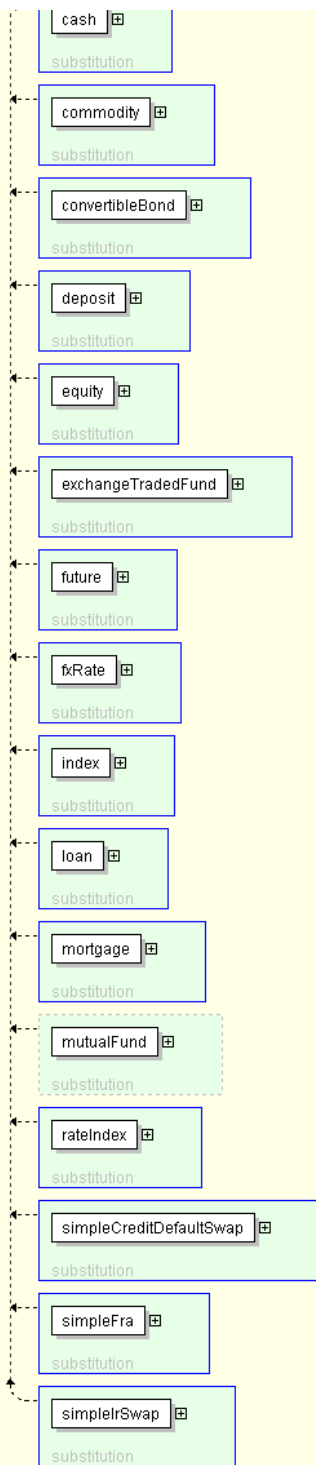 cash
substitution
commodity
substitution
convertibleBond
substitution
deposit
substitution
equity
substitution
exchangeTradedFund
substitution
future
substitution
fxRate
substitution
index
substitution
loan
substitution
mortgage
substitution
mutualFund
substitution
rateIndex
substitution
simpleCreditDefaultSwap
substitution
simpleFra
substitution
simpleIrSwap
substitution